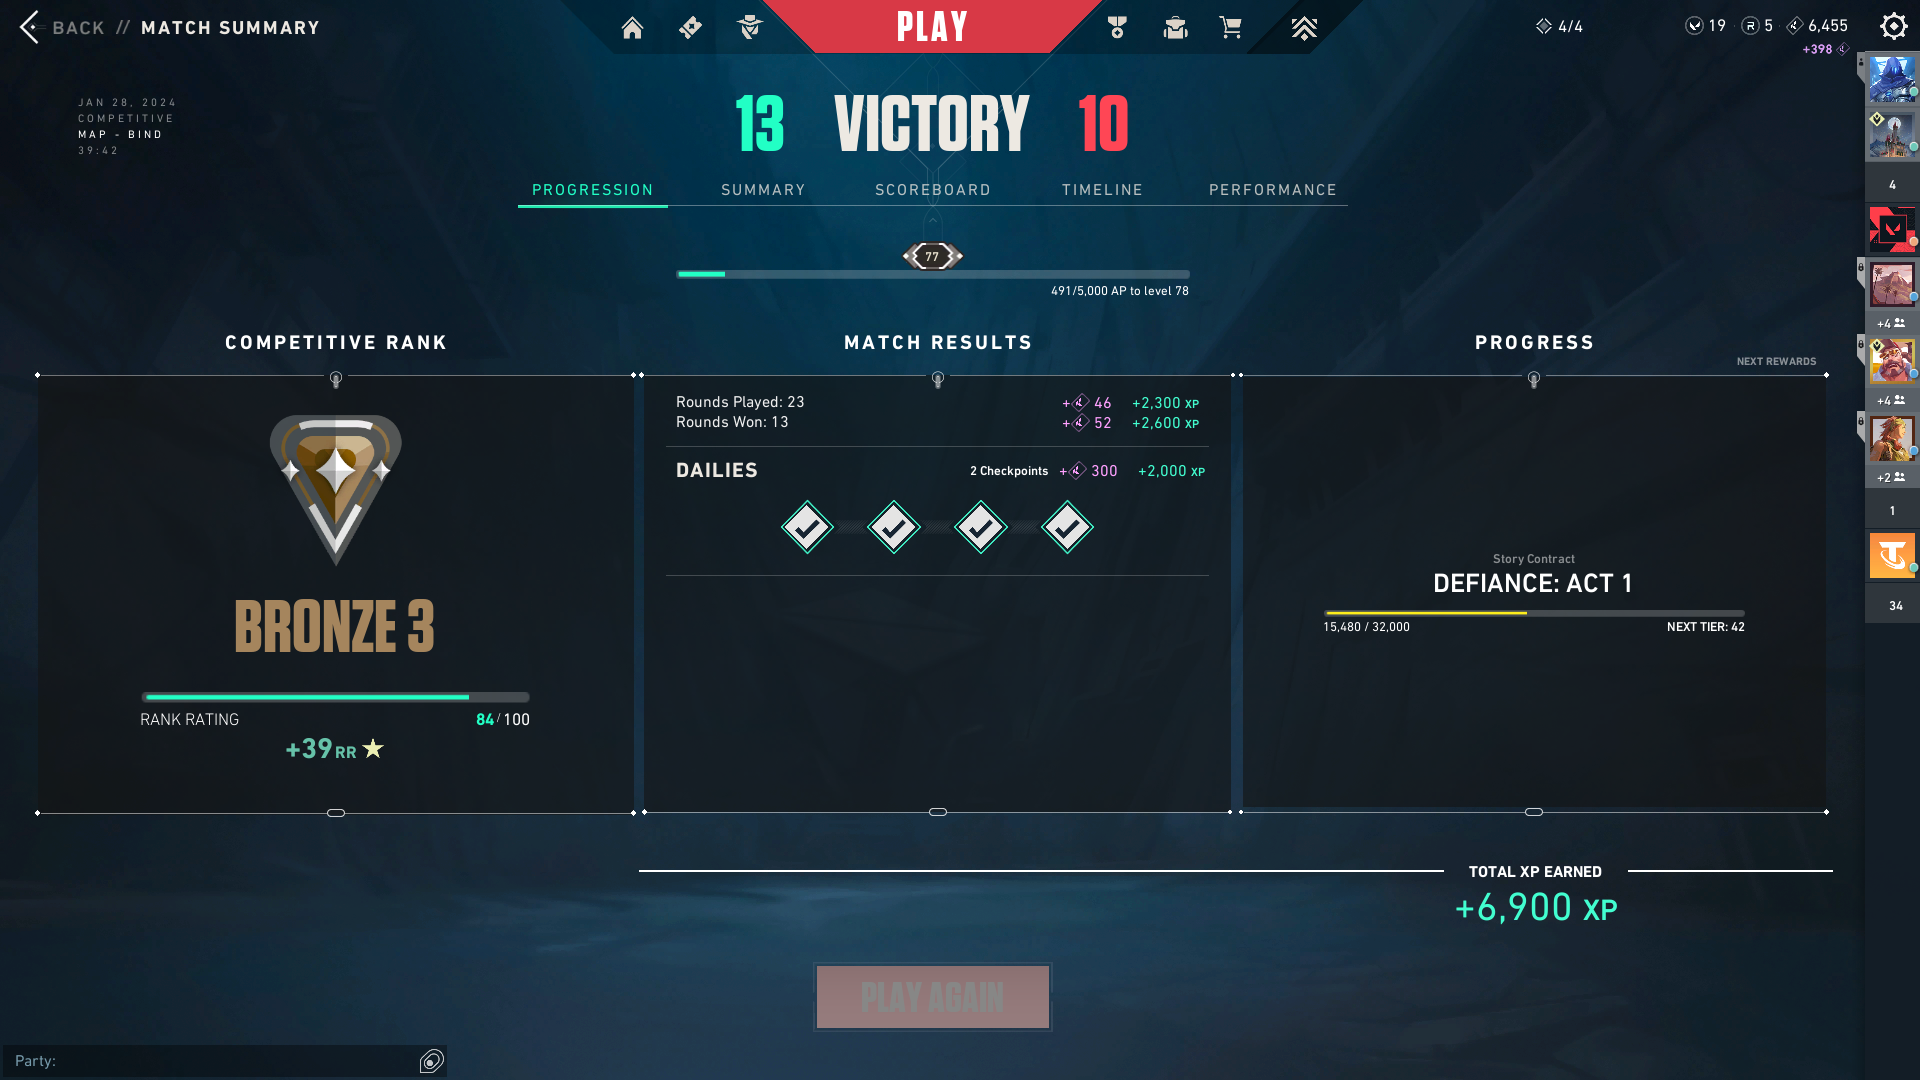 BACK // MATCH SUMMARY
PLAY
4/4
19
R 5
6,455
+398
JAN 28, 2024
COMPETITIVE
MAP - BIND
39:42
13 VICTORY 10
PROGRESSION
SUMMARY
SCOREBOARD
TIMELINE
PERFORMANCE
77
491/5,000 AP to level 78
COMPETITIVE RANK
BRONZE 3
RANK RATING
84 / 100
+39 RR
MATCH RESULTS
Rounds Played: 23 + 46 +2,300 XP
Rounds Won: 13 + 52 +2,600 XP
DAILIES 2 Checkpoints + 300 +2,000 XP
PROGRESS
NEXT REWARDS
Story Contract
DEFIANCE: ACT 1
15,480 / 32,000
NEXT TIER: 42
TOTAL XP EARNED
+6,900 XP
PLAY AGAIN
Party:
4
+4
+4
+2
1
T
34